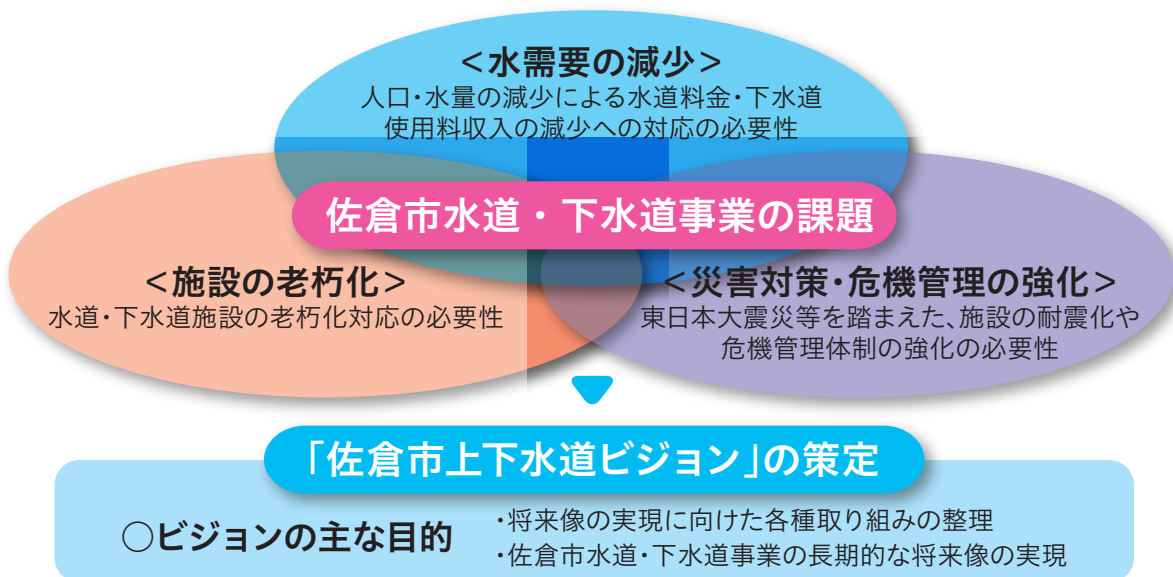 ＜水需要の減少＞
人口・水量の減少による水道料金・下水道
使用料収入の減少への対応の必要性
佐倉市水道・下水道事業の課題
＜施設の老朽化＞
水道・下水道施設の老朽化対応の必要性
＜災害対策・危機管理の強化＞
東日本大震災等を踏まえた、施設の耐震化や
危機管理体制の強化の必要性
「佐倉市上下水道ビジョン」の策定
○ビジョンの主な目的
・将来像の実現に向けた各種取り組みの整理
・佐倉市水道・下水道事業の長期的な将来像の実現